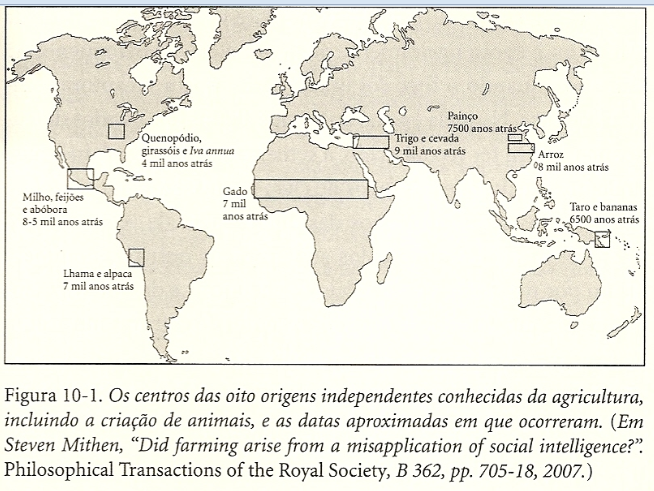 Quenopódio,
girassóis e Iva annua
4 mil anos atrás
Milho, feijões
e abóbora
8-5 mil anos atrás
Lhama e alpaca
7 mil anos atrás
Gado
7 mil
anos atrás
Trigo e cevada
9 mil anos atrás
Painço
7500 anos atrás
Arroz
8 mil anos atrás
Taro e bananas
6500 anos atrás
Figura 10-1. Os centros das oito origens independentes conhecidas da agricultura,
incluindo a criação de animais, e as datas aproximadas em que ocorreram. (Em
Steven Mithen, “Did farming arise from a misapplication of social intelligence?”.
Philosophical Transactions of the Royal Society, B 362, pp. 705-18, 2007.)